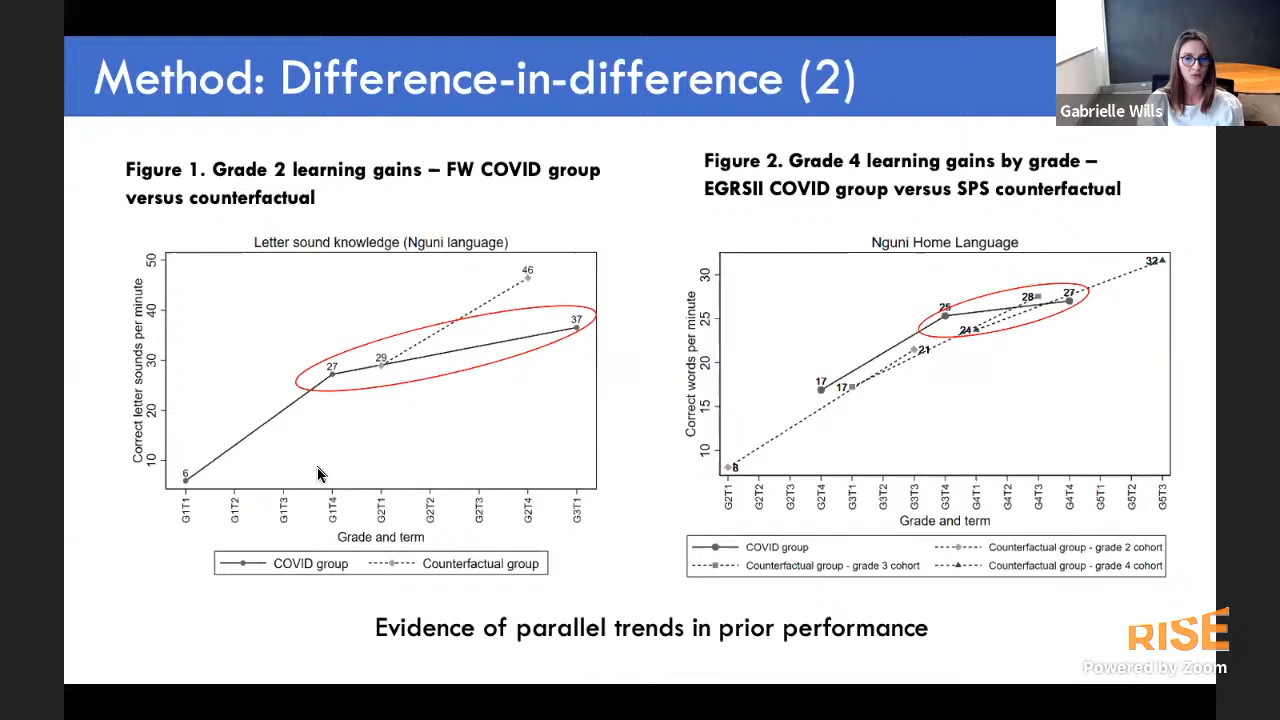 Method: Difference-in-difference (2)
Gabrielle Wills
Figure 1. Grade 2 learning gains – FW COVID group
versus counterfactual
Letter sound knowledge (Nguni language)
Correct letter sounds per minute
50
40
30
20
10
6
27
29
46
37
G1T1
G1T2
G1T3
G1T4
G2T1
G2T2
G2T3
G2T4
G3T1
Grade and term
COVID group
Counterfactual group
Figure 2. Grade 4 learning gains by grade –
EGRSII COVID group versus SPS counterfactual
Nguni Home Language
Correct words per minute
30
25
20
15
10
8
17
17
21
25
24
28
27
32
G2T1
G2T2
G2T3
G2T4
G3T1
G3T2
G3T3
G3T4
G4T1
G4T2
G4T3
G4T4
G5T1
G5T2
G5T3
Grade and term
COVID group
Counterfactual group - grade 2 cohort
Counterfactual group - grade 3 cohort
Counterfactual group - grade 4 cohort
Evidence of parallel trends in prior performance
RISE
Powered by Zoom